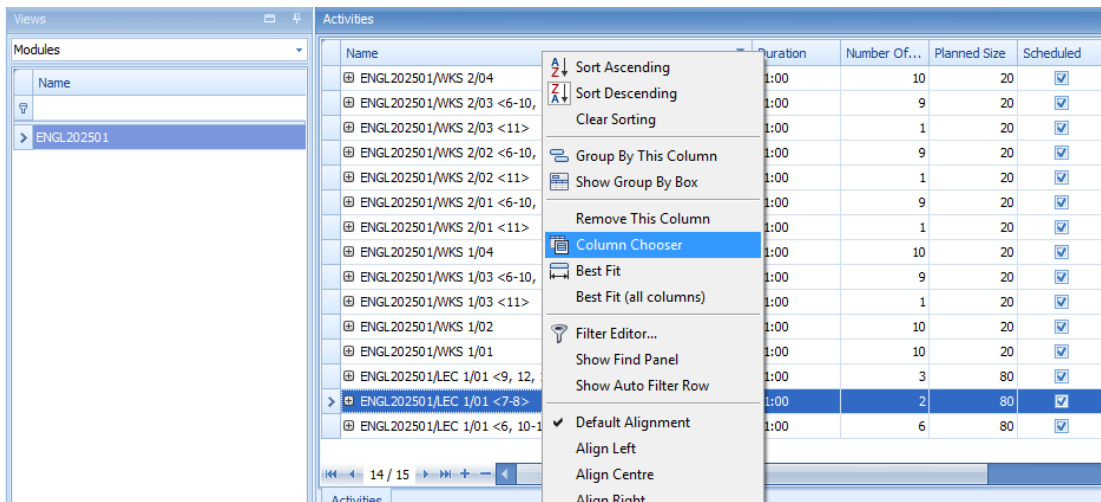 Views
Activities
Modules
Name
ENGL202501
Name Duration Number Of... Planned Size Scheduled
ENGL202501/WKS 2/04 1:00 10 20
ENGL202501/WKS 2/03 <6-10, 1:00 9 20
ENGL202501/WKS 2/03 <11> 1:00 1 20
ENGL202501/WKS 2/02 <6-10, 1:00 9 20
ENGL202501/WKS 2/02 <11> 1:00 1 20
ENGL202501/WKS 2/01 <6-10, 1:00 9 20
ENGL202501/WKS 2/01 <11> 1:00 1 20
ENGL202501/WKS 1/04 1:00 10 20
ENGL202501/WKS 1/03 <6-10, 1:00 9 20
ENGL202501/WKS 1/03 <11> 1:00 1 20
ENGL202501/WKS 1/02 1:00 10 20
ENGL202501/WKS 1/01 1:00 10 20
ENGL202501/LEC 1/01 <9, 12, 1:00 3 80
ENGL202501/LEC 1/01 <7-8> 1:00 2 80
ENGL202501/LEC 1/01 <6, 10-1 1:00 6 80
14 / 15
Activities
Sort Ascending
Sort Descending
Clear Sorting
Group By This Column
Show Group By Box
Remove This Column
Column Chooser
Best Fit
Best Fit (all columns)
Filter Editor...
Show Find Panel
Show Auto Filter Row
Default Alignment
Align Left
Align Centre
Align Right